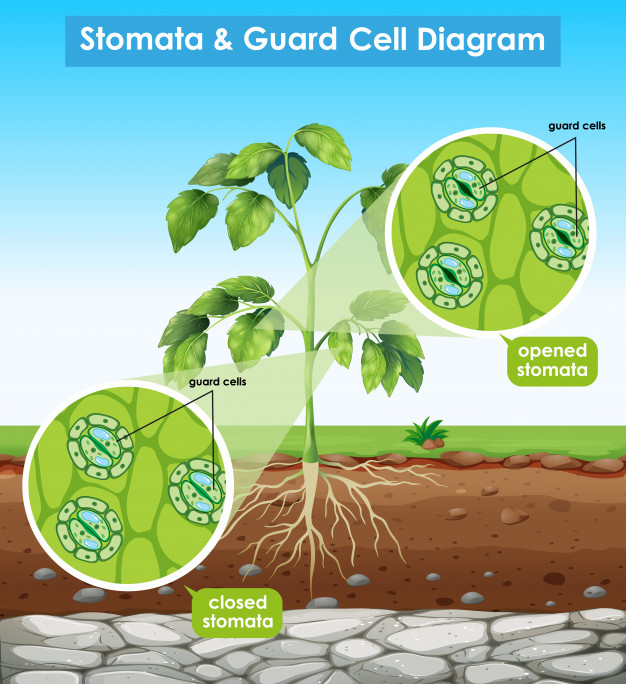 Stomata & Guard Cell Diagram
guard cells
opened
stomata
guard cells
closed
stomata